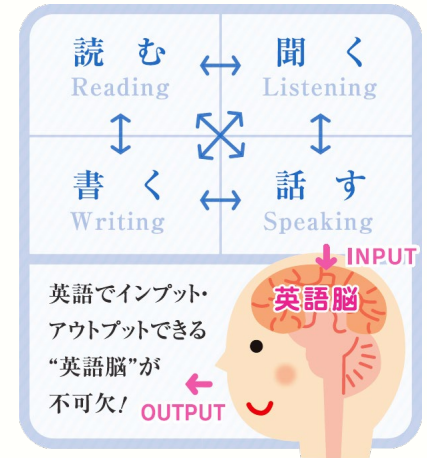 読む
聞く
Reading
Listening
書く
話す
Writing
Speaking
INPUT
英語脳
英語でインプット・
アウトプットできる
“英語脳”が
不可欠!
OUTPUT